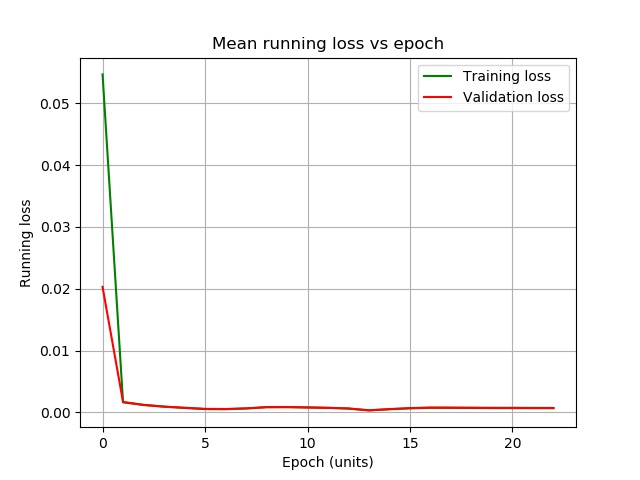 Mean running loss vs epoch
Training loss
Validation loss
0.05
0.04
0.03
0.02
0.01
0.00
Running loss
0
5
10
15
20
Epoch (units)